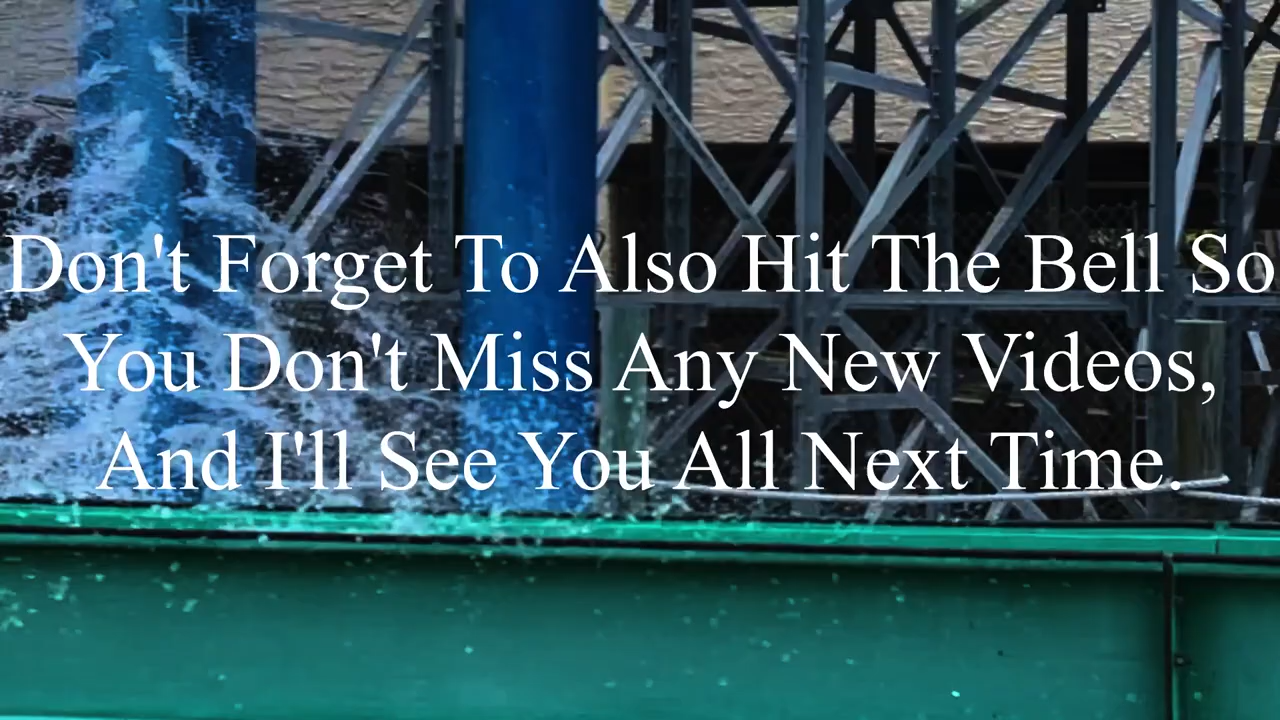 Don't Forget To Also Hit The Bell So
You Don't Miss Any New Videos,
And I'll See You All Next Time.